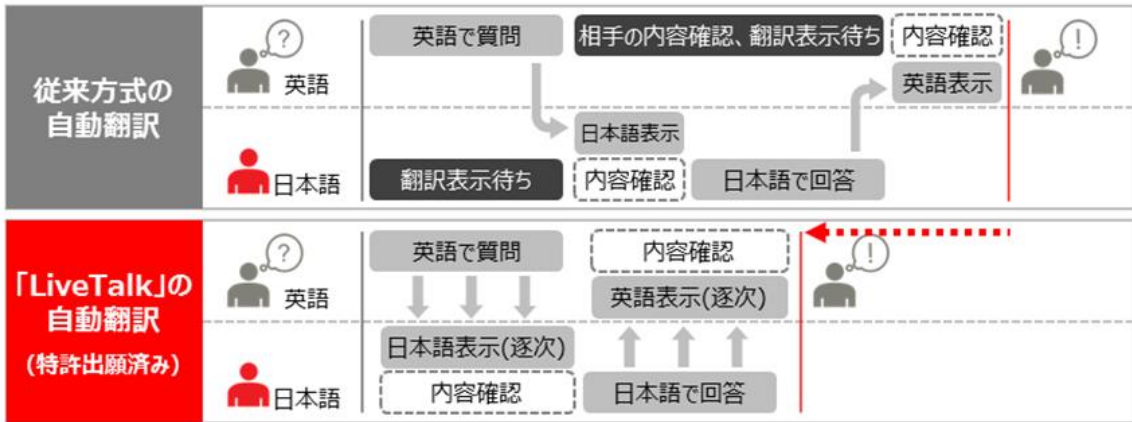 従来方式の
自動翻訳
?
英語
英語で質問
相手の内容確認、翻訳表示待ち
内容確認
英語表示
!
日本語
翻訳表示待ち
日本語表示
内容確認
日本語で回答
「LiveTalk」の
自動翻訳
(特許出願済み)
?
英語
英語で質問
内容確認
英語表示(逐次)
!
日本語
日本語表示(逐次)
内容確認
日本語で回答